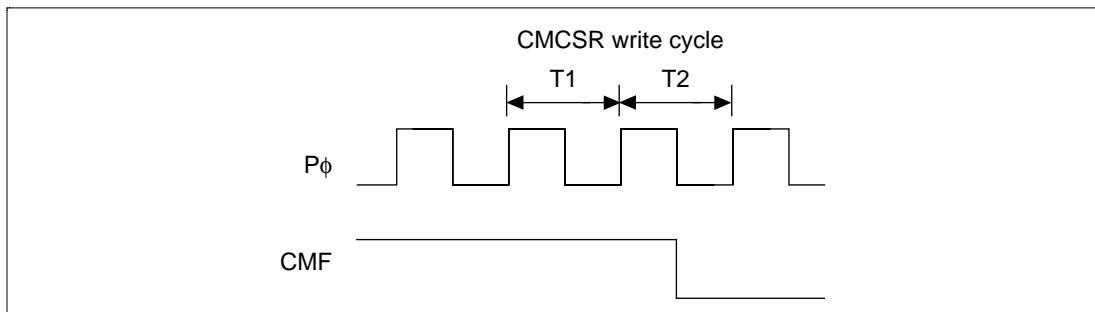 CMCSR write cycle
T1 T2
Pϕ
CMF